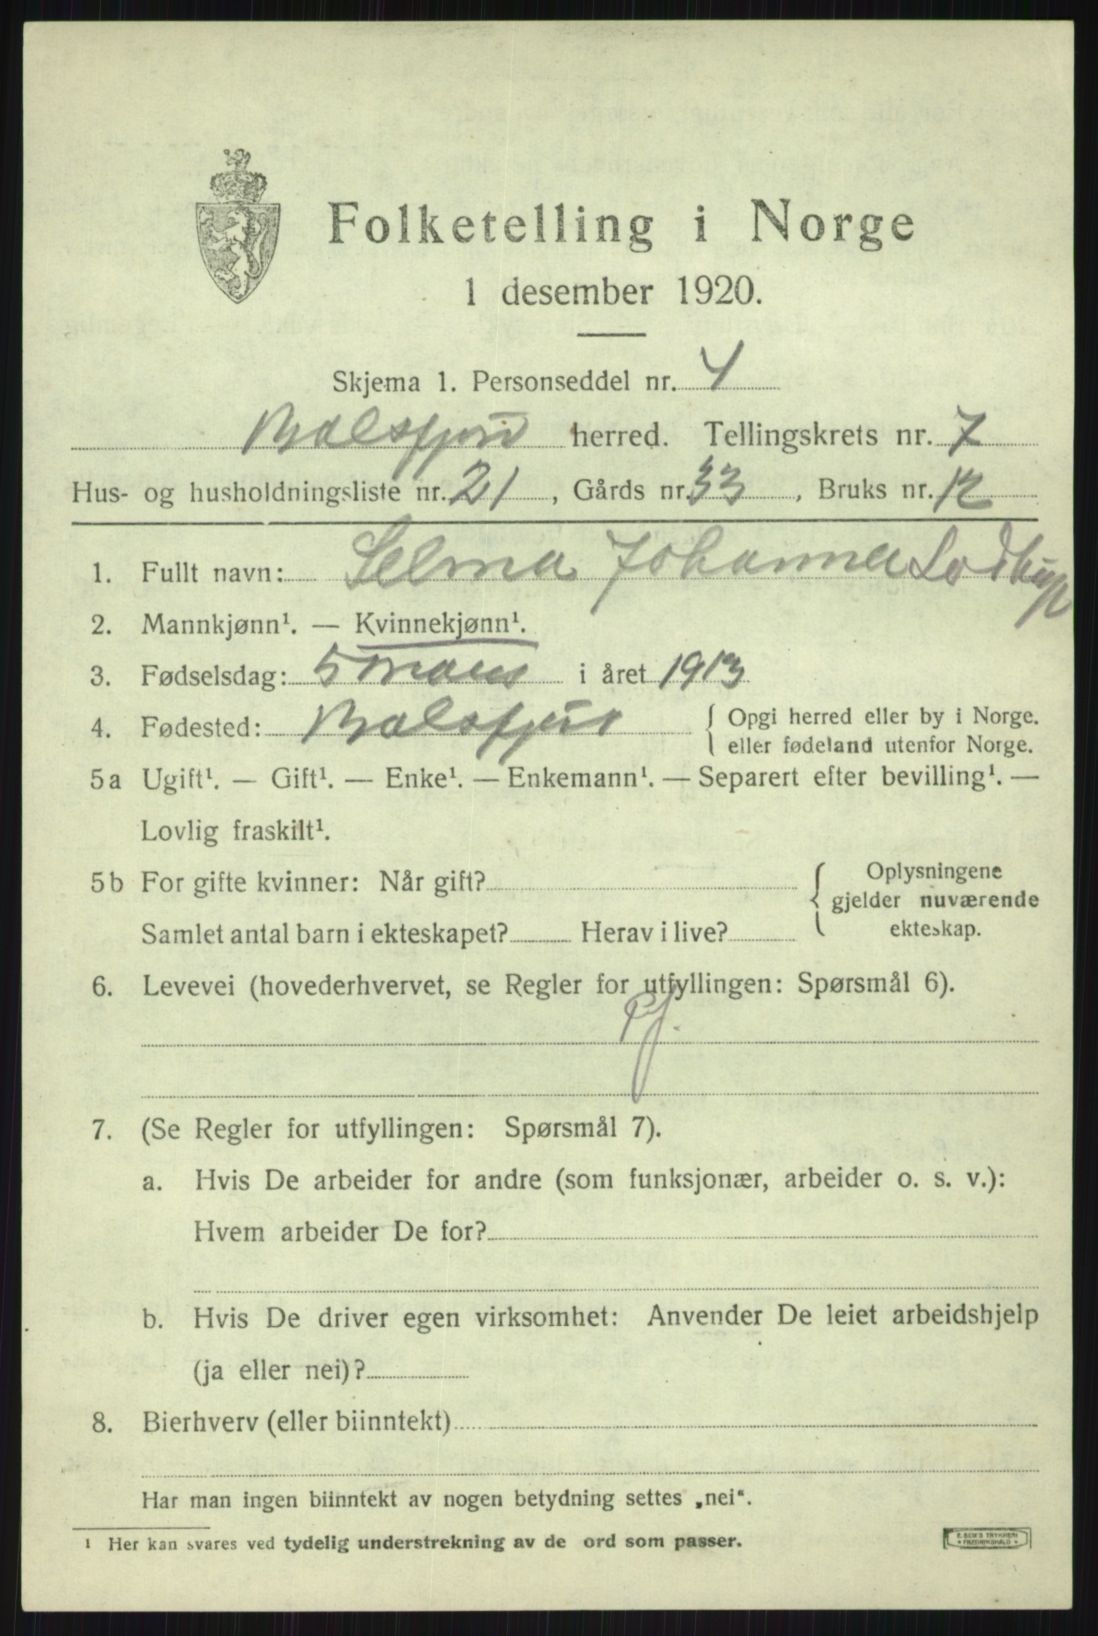 Folketelling i Norge
1 desember 1920.
Skjema 1. Personseddel nr. 4
Balsfjord herred. Tellingskrets nr. 7
Hus- og husholdningsliste nr. 21, Gårds nr. 33, Bruks nr. 12
1. Fullt navn: Selma Johanna
2. Mannkjønn¹. — Kvinnekjønn¹.
3. Fødselsdag: 5 mars i året 1913
4. Fødested: Balsfjord { Opgi herred eller by i Norge.
eller fødeland utenfor Norge.
5a Ugift¹. — Gift¹. — Enke¹. — Enkemann¹. — Separert efter bevilling¹. —
Lovlig fraskilt¹.
5b For gifte kvinner: Når gift? { Oplysningene
gjelder nuværende
Samlet antal barn i ekteskapet? Herav i live? ekteskap.
6. Levevei (hovederhvervet, se Regler for utfyllingen: Spørsmål 6).
7. (Se Regler for utfyllingen: Spørsmål 7).
a. Hvis De arbeider for andre (som funksjonær, arbeider o. s. v.):
Hvem arbeider De for?
b. Hvis De driver egen virksomhet: Anvender De leiet arbeidshjelp
(ja eller nei)?
8. Bierhverv (eller biinntekt)
Har man ingen biinntekt av nogen betydning settes „nei“.
¹ Her kan svares ved tydelig understrekning av de ord som passer.